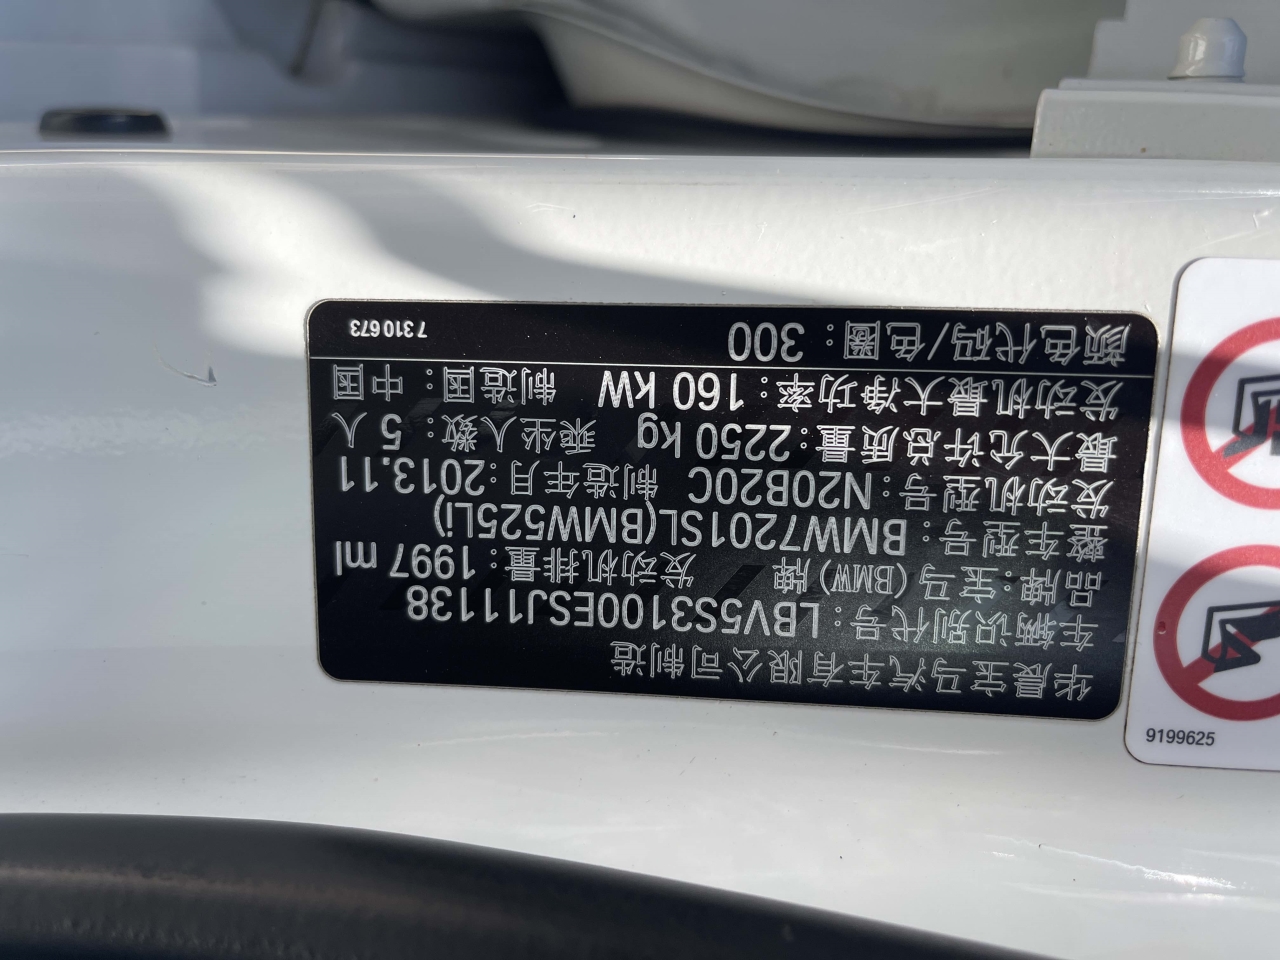 华晨宝马汽车有限公司制造
车辆识别代号：LBV5S3100ESJ11138
品牌：宝马 (BMW) 牌 发动机排量：1997 ml
整车型号：BMW7201SL(BMW525Li)
发动机型号：N20B20C 制造年月：2013.11
最大允许总质量：2250 kg 乘坐人数：5 人
发动机最大净功率：160 kW 制造国：中国
颜色代码/色圈：300 7 310 673
9199625